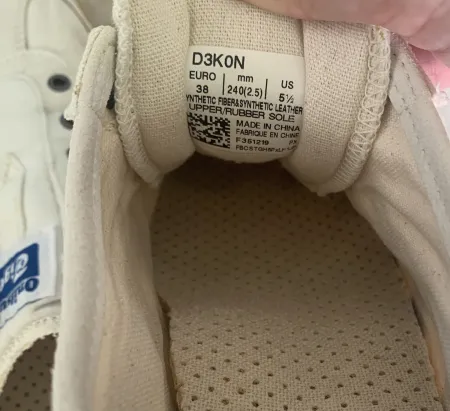 D3K0N
EURO mm US
38 240(2.5) 5½
SYNTHETIC FIBER&SYNTHETIC LEATHER
UPPER/RUBBER SOLE
MADE IN CHINA
FABRIQUE EN CHINE
F351219